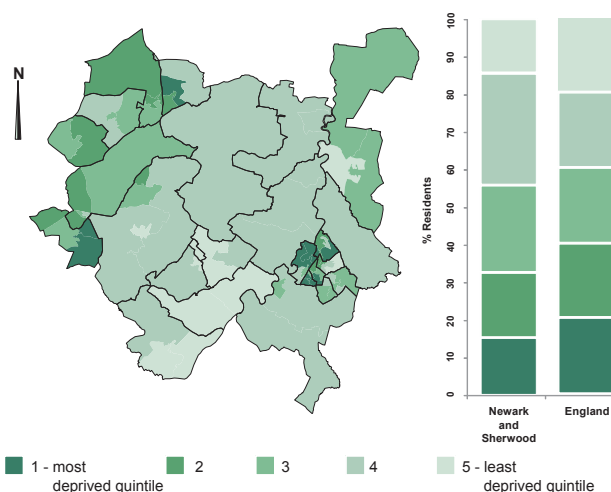 N
% Residents
100
90
80
70
60
50
40
30
20
10
0
Newark
and
Sherwood
England
1 - most
deprived quintile
2
3
4
5 - least
deprived quintile